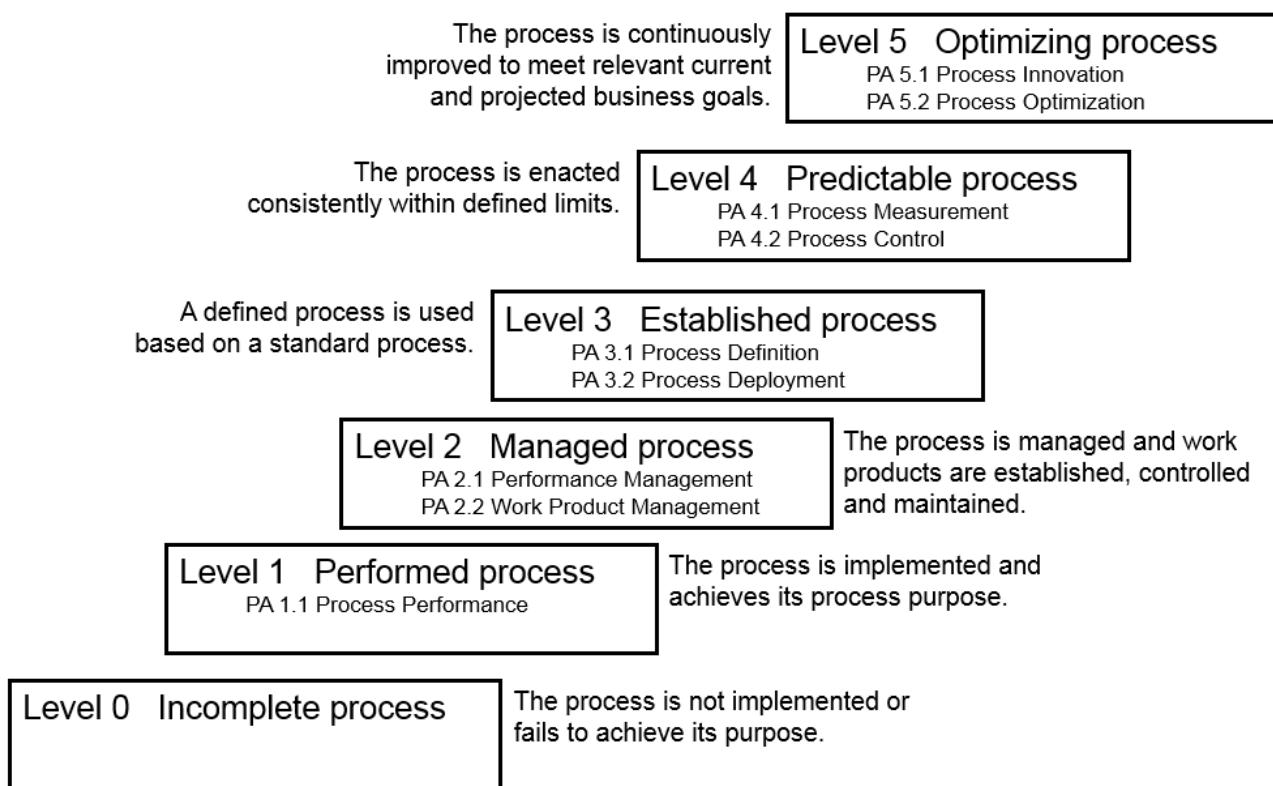 The process is continuously
improved to meet relevant current
and projected business goals.
Level 5 Optimizing process
PA 5.1 Process Innovation
PA 5.2 Process Optimization
The process is enacted
consistently within defined limits.
Level 4 Predictable process
PA 4.1 Process Measurement
PA 4.2 Process Control
A defined process is used
based on a standard process.
Level 3 Established process
PA 3.1 Process Definition
PA 3.2 Process Deployment
Level 2 Managed process
PA 2.1 Performance Management
PA 2.2 Work Product Management
The process is managed and work
products are established, controlled
and maintained.
Level 1 Performed process
PA 1.1 Process Performance
The process is implemented and
achieves its process purpose.
Level 0 Incomplete process
The process is not implemented or
fails to achieve its purpose.